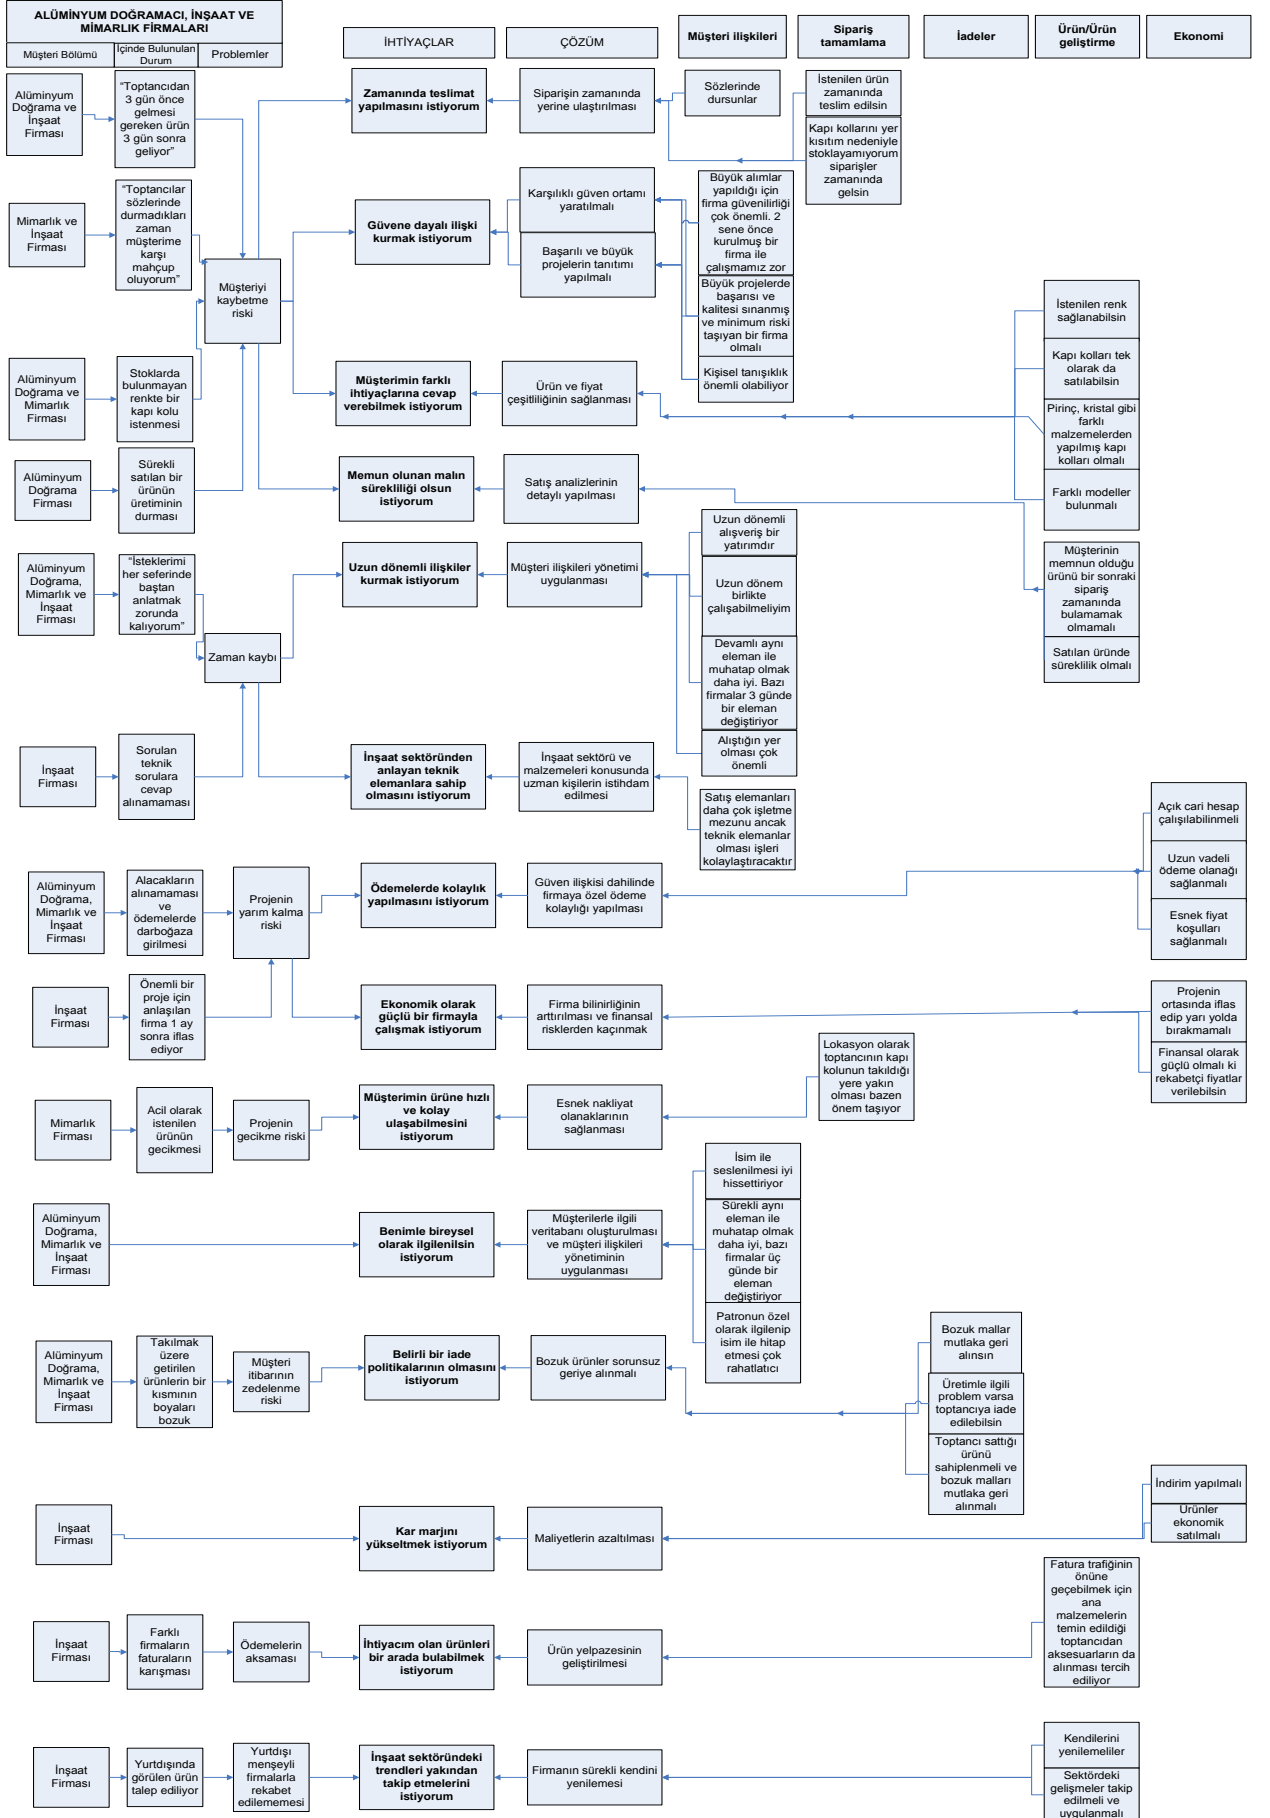 ALÜMİNYUM DOĞRAMACI, İNŞAAT VE
MİMARLIK FİRMALARI
Müşteri Bölümü
İçinde Bulunulan
Durum
Problemler
İHTİYAÇLAR
ÇÖZÜM
Müşteri ilişkileri
Sipariş
tamamlama
İadeler
Ürün/Ürün
geliştirme
Ekonomi
Alüminyum
Doğrama ve
İnşaat
Firması
“Toptancıdan
3 gün önce
gelmesi
gereken ürün
3 gün sonra
geliyor”
Zamanında teslimat
yapılmasını istiyorum
Siparişin zamanında
yerine ulaştırılması
Sözlerinde
dursunlar
İstenilen ürün
zamanında
teslim edilsin
Kapı kollarını yer
kısıtım nedeniyle
stoklayamıyorum
siparişler
zamanında
gelsin
Mimarlık ve
İnşaat
Firması
“Toptancılar
sözlerinde
durmadıkları
zaman
müşterime
karşı
mahçup
oluyorum”
Müşteriyi
kaybetme
riski
Güvene dayalı ilişki
kurmak istiyorum
Karşılıklı güven ortamı
yaratılmalı
Başarılı ve büyük
projelerin tanıtımı
yapılmalı
Büyük alımlar
yapıldığı için
firma güvenilirliği
çok önemli. 2
sene önce
kurulmuş bir
firma ile
çalışmamız zor
Büyük projelerde
başarısı ve
kalitesi sınanmış
ve minimum riski
taşıyan bir firma
olmalı
Kişisel tanışıklık
önemli olabiliyor
Alüminyum
Doğrama ve
Mimarlık
Firması
Stoklarda
bulunmayan
renkte bir
kapı kolu
istenmesi
Müşterimin farklı
ihtiyaçlarına cevap
verebilmek istiyorum
Ürün ve fiyat
çeşitliliğinin sağlanması
İstenilen renk
sağlanabilsin
Kapı kolları tek
olarak da
satılabilsin
Pirinç, kristal gibi
farklı
malzemelerden
yapılmış kapı
kolları olmalı
Farklı modeller
bulunmalı
Alüminyum
Doğrama
Firması
Sürekli
satılan bir
ürünün
üretiminin
durması
Memun olunan malın
sürekliliği olsun
istiyorum
Satış analizlerinin
detaylı yapılması
Müşterinin
memnun olduğu
ürünü bir sonraki
sipariş
zamanında
bulamamak
olmamalı
Satılan üründe
süreklilik olmalı
Alüminyum
Doğrama,
Mimarlık ve
İnşaat
Firması
“İsteklerimi
her seferinde
baştan
anlatmak
zorunda
kalıyorum”
Zaman kaybı
Uzun dönemli ilişkiler
kurmak istiyorum
Müşteri ilişkileri yönetimi
uygulanması
Uzun dönemli
alışveriş bir
yatırımdır
Uzun dönem
birlikte
çalışabilmeliyim
Devamlı aynı
eleman ile
muhatap olmak
daha iyi. Bazı
firmalar 3 günde
bir eleman
değiştiriyor
Alıştığın yer
olması çok
önemli
İnşaat
Firması
Sorulan
teknik
sorulara
cevap
alınamaması
İnşaat sektöründen
anlayan teknik
elemanlara sahip
olmasını istiyorum
İnşaat sektörü ve
malzemeleri konusunda
uzman kişilerin istihdam
edilmesi
Satış elemanları
daha çok işletme
mezunu ancak
teknik elemanlar
olması işleri
kolaylaştıracaktır
Alüminyum
Doğrama,
Mimarlık ve
İnşaat
Firması
Alacakların
alınamaması
ve
ödemelerde
darboğaza
girilmesi
Projenin
yarım kalma
riski
Ödemelerde kolaylık
yapılmasını istiyorum
Güven ilişkisi dahilinde
firmaya özel ödeme
kolaylığı yapılması
Açık cari hesap
çalışılabilinmeli
Uzun vadeli
ödeme olanağı
sağlanmalı
Esnek fiyat
koşulları
sağlanmalı
İnşaat
Firması
Önemli bir
proje için
anlaşılan
firma 1 ay
sonra iflas
ediyor
Ekonomik olarak
güçlü bir firmayla
çalışmak istiyorum
Firma bilinirliğinin
arttırılması ve finansal
risklerden kaçınmak
Projenin
ortasında iflas
edip yarı yolda
bırakmamalı
Finansal olarak
güçlü olmalı ki
rekabetçi fiyatlar
verilebilsin
Mimarlık
Firması
Acil olarak
istenilen
ürünün
gecikmesi
Projenin
gecikme riski
Müşterimin ürüne hızlı
ve kolay
ulaşabilmesini
istiyorum
Esnek nakliyat
olanaklarının
sağlanması
Lokasyon olarak
toptancının kapı
kolunun takıldığı
yere yakın
olması bazen
önem taşıyor
Alüminyum
Doğrama,
Mimarlık ve
İnşaat
Firması
Benimle bireysel
olarak ilgilenilsin
istiyorum
Müşterilerle ilgili
veritabanı oluşturulması
ve müşteri ilişkileri
yönetiminin
uygulanması
İsim ile
seslenilmesi iyi
hissettiriyor
Sürekli aynı
eleman ile
muhatap olmak
daha iyi, bazı
firmalar üç
günde bir
eleman
değiştiriyor
Patronun özel
olarak ilgilenip
isim ile hitap
etmesi çok
rahatlatıcı
Alüminyum
Doğrama,
Mimarlık ve
İnşaat
Firması
Takılmak
üzere
getirilen
ürünlerin bir
kısmının
boyaları
bozuk
Müşteri
itibarının
zedelenme
riski
Belirli bir iade
politikalarının olmasını
istiyorum
Bozuk ürünler sorunsuz
geriye alınmalı
Bozuk mallar
mutlaka geri
alınsın
Üretimle ilgili
problem varsa
toptancıya iade
edilebilsin
Toptancı sattığı
ürünü
sahiplenmeli ve
bozuk malları
mutlaka geri
alınmalı
İnşaat
Firması
Kar marjını
yükseltmek istiyorum
Maliyetlerin azaltılması
İndirim yapılmalı
Ürünler
ekonomik
satılmalı
İnşaat
Firması
Farklı
firmaların
faturaların
karışması
Ödemelerin
aksaması
İhtiyacım olan ürünleri
bir arada bulabilmek
istiyorum
Ürün yelpazesinin
geliştirilmesi
Fatura trafiğinin
önüne
geçebilmek için
ana
malzemelerin
temin edildiği
toptancıdan
aksesuarların da
alınması tercih
ediliyor
İnşaat
Firması
Yurtdışında
görülen ürün
talep ediliyor
Yurtdışı
menşeyli
firmalarla
rekabet
edilememesi
İnşaat sektöründeki
trendleri yakından
takip etmelerini
istiyorum
Firmanın sürekli kendini
yenilemesi
Kendilerini
yenilemeliler
Sektördeki
gelişmeler takip
edilmeli ve
uygulanmalı